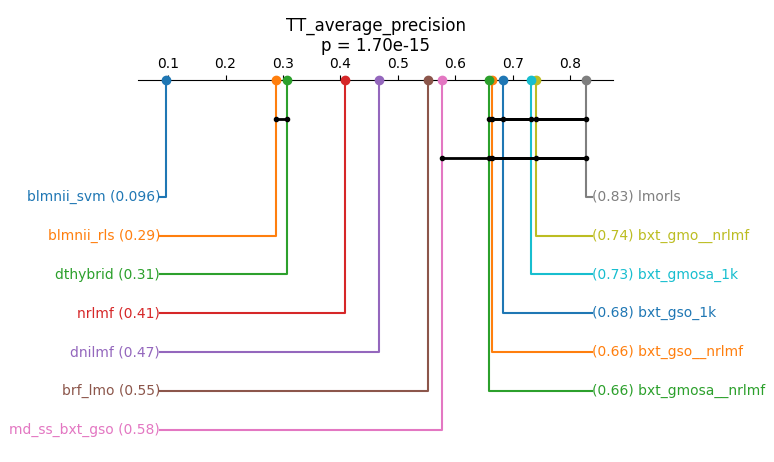 TT_average_precision
p = 1.70e-15
0.1 0.2 0.3 0.4 0.5 0.6 0.7 0.8
blmnii_svm (0.096) (0.83) lmorls
blmnii_rls (0.29) (0.74) bxt_gmo__nrlmf
dthybrid (0.31) (0.73) bxt_gmosa_1k
nrlmf (0.41) (0.68) bxt_gso_1k
dnilmf (0.47) (0.66) bxt_gso__nrlmf
brf_lmo (0.55) (0.66) bxt_gmosa__nrlmf
md_ss_bxt_gso (0.58)